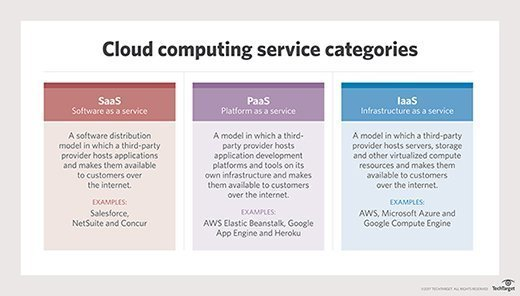 Cloud computing service categories
SaaS
Software as a service
A software distribution
model in which a third-party
provider hosts applications
and makes them available
to customers over
the internet.
EXAMPLES:
Salesforce,
NetSuite and Concur
PaaS
Platform as a service
A model in which a third-
party provider hosts
application development
platforms and tools on its
own infrastructure and makes
them available to customers
over the internet.
EXAMPLES:
AWS Elastic Beanstalk, Google
App Engine and Heroku
IaaS
Infrastructure as a service
A model in which a third-party
provider hosts servers, storage
and other virtualized compute
resources and makes them
available to customers
over the internet.
EXAMPLES:
AWS, Microsoft Azure and
Google Compute Engine
©2017 TECHTARGET. ALL RIGHTS RESERVED
TechTarget